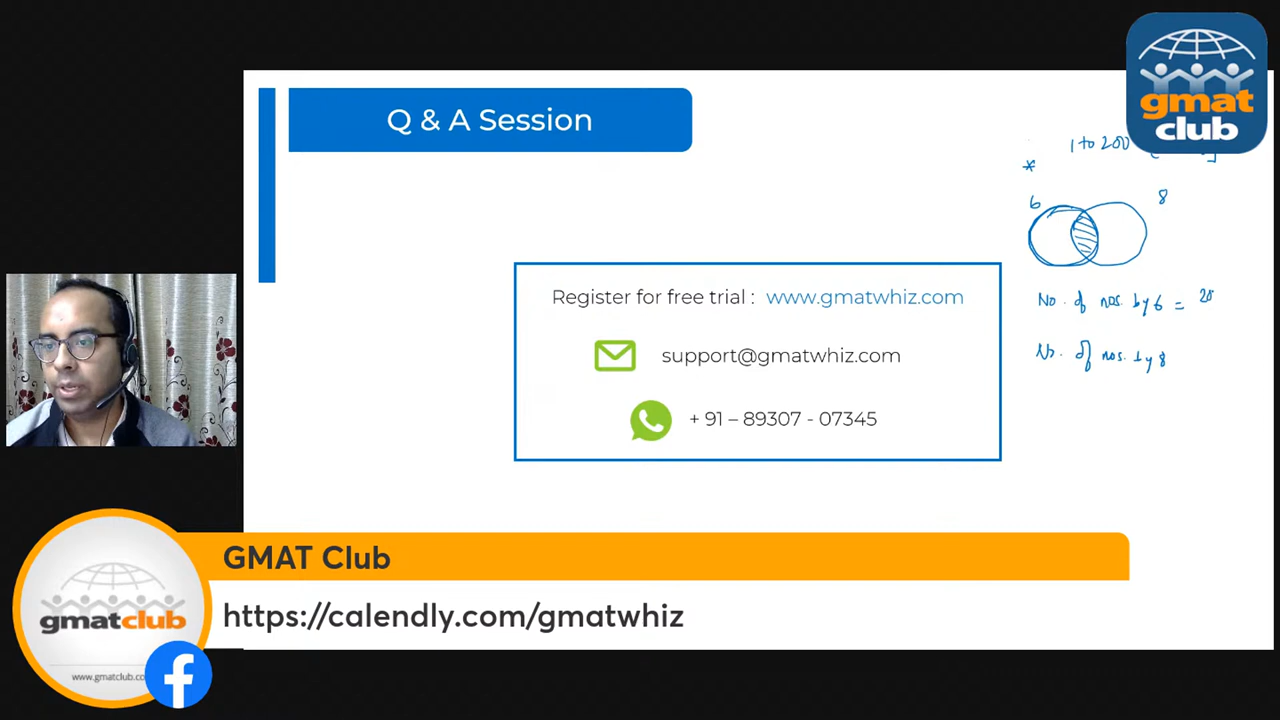 Q & A Session
gmat
club
1 to 200
*
6
8
No. of nos. by 6 = 20
No. of nos. by 8
Register for free trial : www.gmatwhiz.com
support@gmatwhiz.com
+ 91 – 89307 - 07345
GMAT Club
https://calendly.com/gmatwhiz
gmatclub
www.gmatclub.co